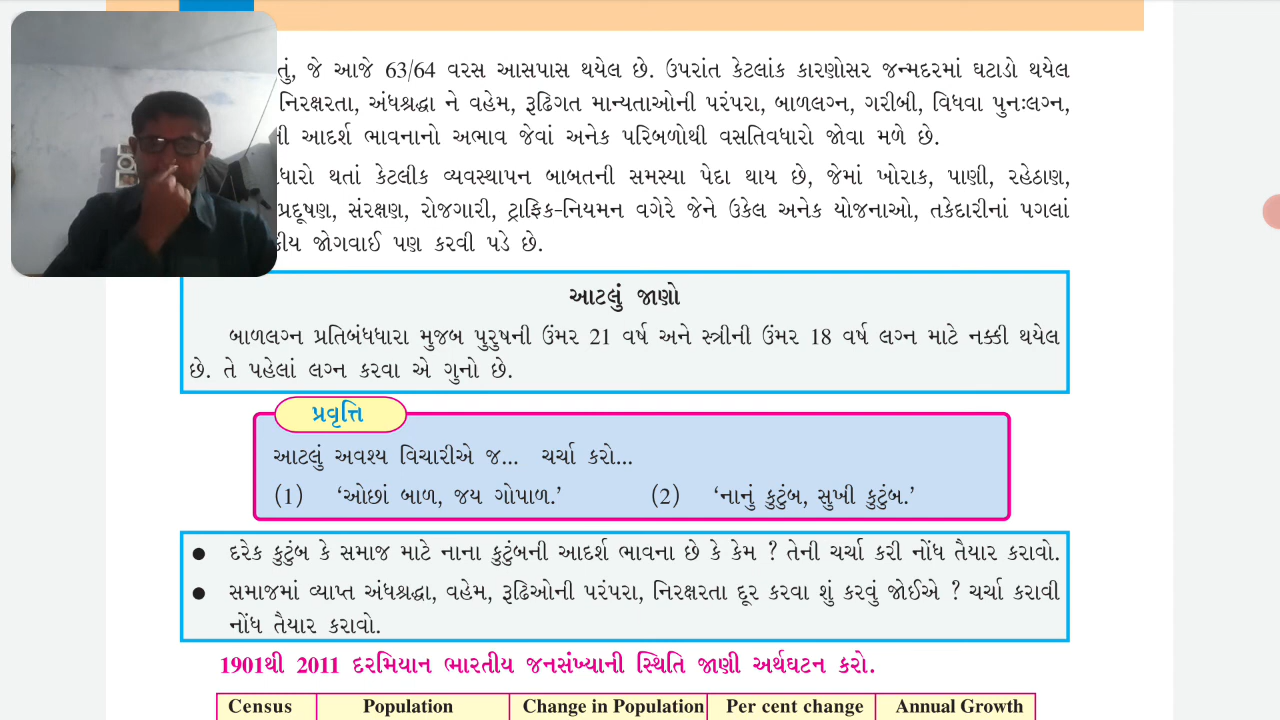 જે આજે 63/64 વરસ આસપાસ થયેલ છે. ઉપરાંત કેટલાંક કારણોસર જન્મદરમાં ઘટાડો થયેલ
નિરક્ષરતા, અંધશ્રદ્ધા ને વહેમ, રૂઢિગત માન્યતાઓની પરંપરા, બાળલગ્ન, ગરીબી, વિધવા પુનઃલગ્ન,
આદર્શ ભાવનાનો અભાવ જેવાં અનેક પરિબળોથી વસતિવધારો જોવા મળે છે.
થતાં કેટલીક વ્યવસ્થાપન બાબતની સમસ્યા પેદા થાય છે, જેમાં ખોરાક, પાણી, રહેઠાણ,
પ્રદૂષણ, સંરક્ષણ, રોજગારી, ટ્રાફિક-નિયમન વગેરે જેને ઉકેલ અનેક યોજનાઓ, તકેદારીનાં પગલાં
જોગવાઈ પણ કરવી પડે છે.
આટલું જાણો
બાળલગ્ન પ્રતિબંધધારા મુજબ પુરુષની ઉંમર 21 વર્ષ અને સ્ત્રીની ઉંમર 18 વર્ષ લગ્ન માટે નક્કી થયેલ
છે. તે પહેલાં લગ્ન કરવા એ ગુનો છે.
પ્રવૃત્તિ
આટલું અવશ્ય વિચારીએ જ... ચર્ચા કરો...
(1) ‘ઓછાં બાળ, જય ગોપાળ.’ (2) ‘નાનું કુટુંબ, સુખી કુટુંબ.’
● દરેક કુટુંબ કે સમાજ માટે નાના કુટુંબની આદર્શ ભાવના છે કે કેમ ? તેની ચર્ચા કરી નોંધ તૈયાર કરાવો.
● સમાજમાં વ્યાપ્ત અંધશ્રદ્ધા, વહેમ, રૂઢિઓની પરંપરા, નિરક્ષરતા દૂર કરવા શું કરવું જોઈએ ? ચર્ચા કરાવી
નોંધ તૈયાર કરાવો.
1901થી 2011 દરમિયાન ભારતીય જનસંખ્યાની સ્થિતિ જાણી અર્થઘટન કરો.
Census Population Change in Population Per cent change Annual Growth